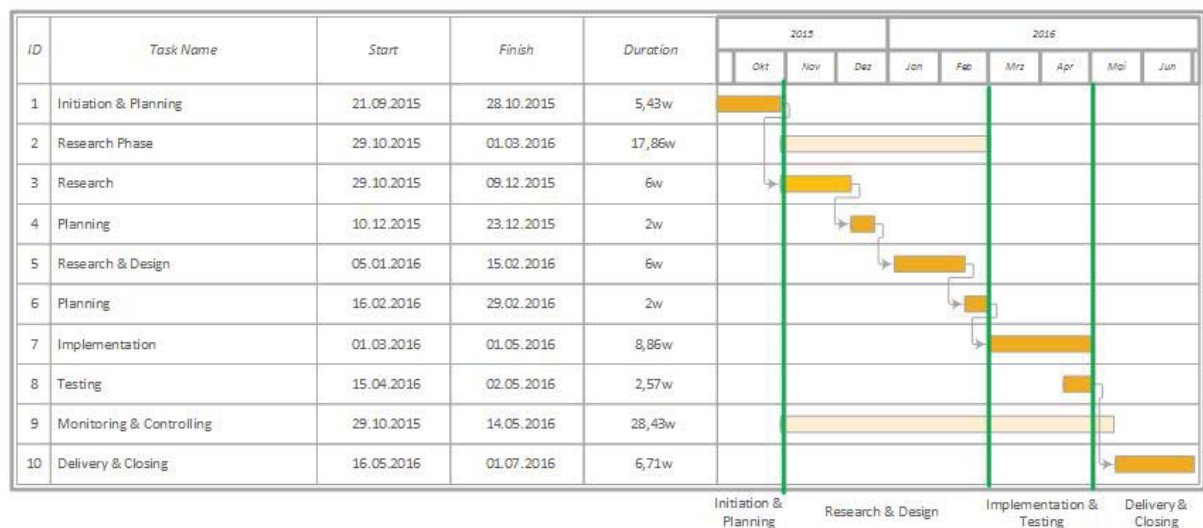 ID Task Name Start Finish Duration 2015 2016
Okt Nov Dez Jan Feb Mrz Apr Mai Jun
1 Initiation & Planning 21.09.2015 28.10.2015 5,43w
2 Research Phase 29.10.2015 01.03.2016 17,86w
3 Research 29.10.2015 09.12.2015 6w
4 Planning 10.12.2015 23.12.2015 2w
5 Research & Design 05.01.2016 15.02.2016 6w
6 Planning 16.02.2016 29.02.2016 2w
7 Implementation 01.03.2016 01.05.2016 8,86w
8 Testing 15.04.2016 02.05.2016 2,57w
9 Monitoring & Controlling 29.10.2015 14.05.2016 28,43w
10 Delivery & Closing 16.05.2016 01.07.2016 6,71w
Initiation &
Planning
Research & Design
Implementation &
Testing
Delivery &
Closing